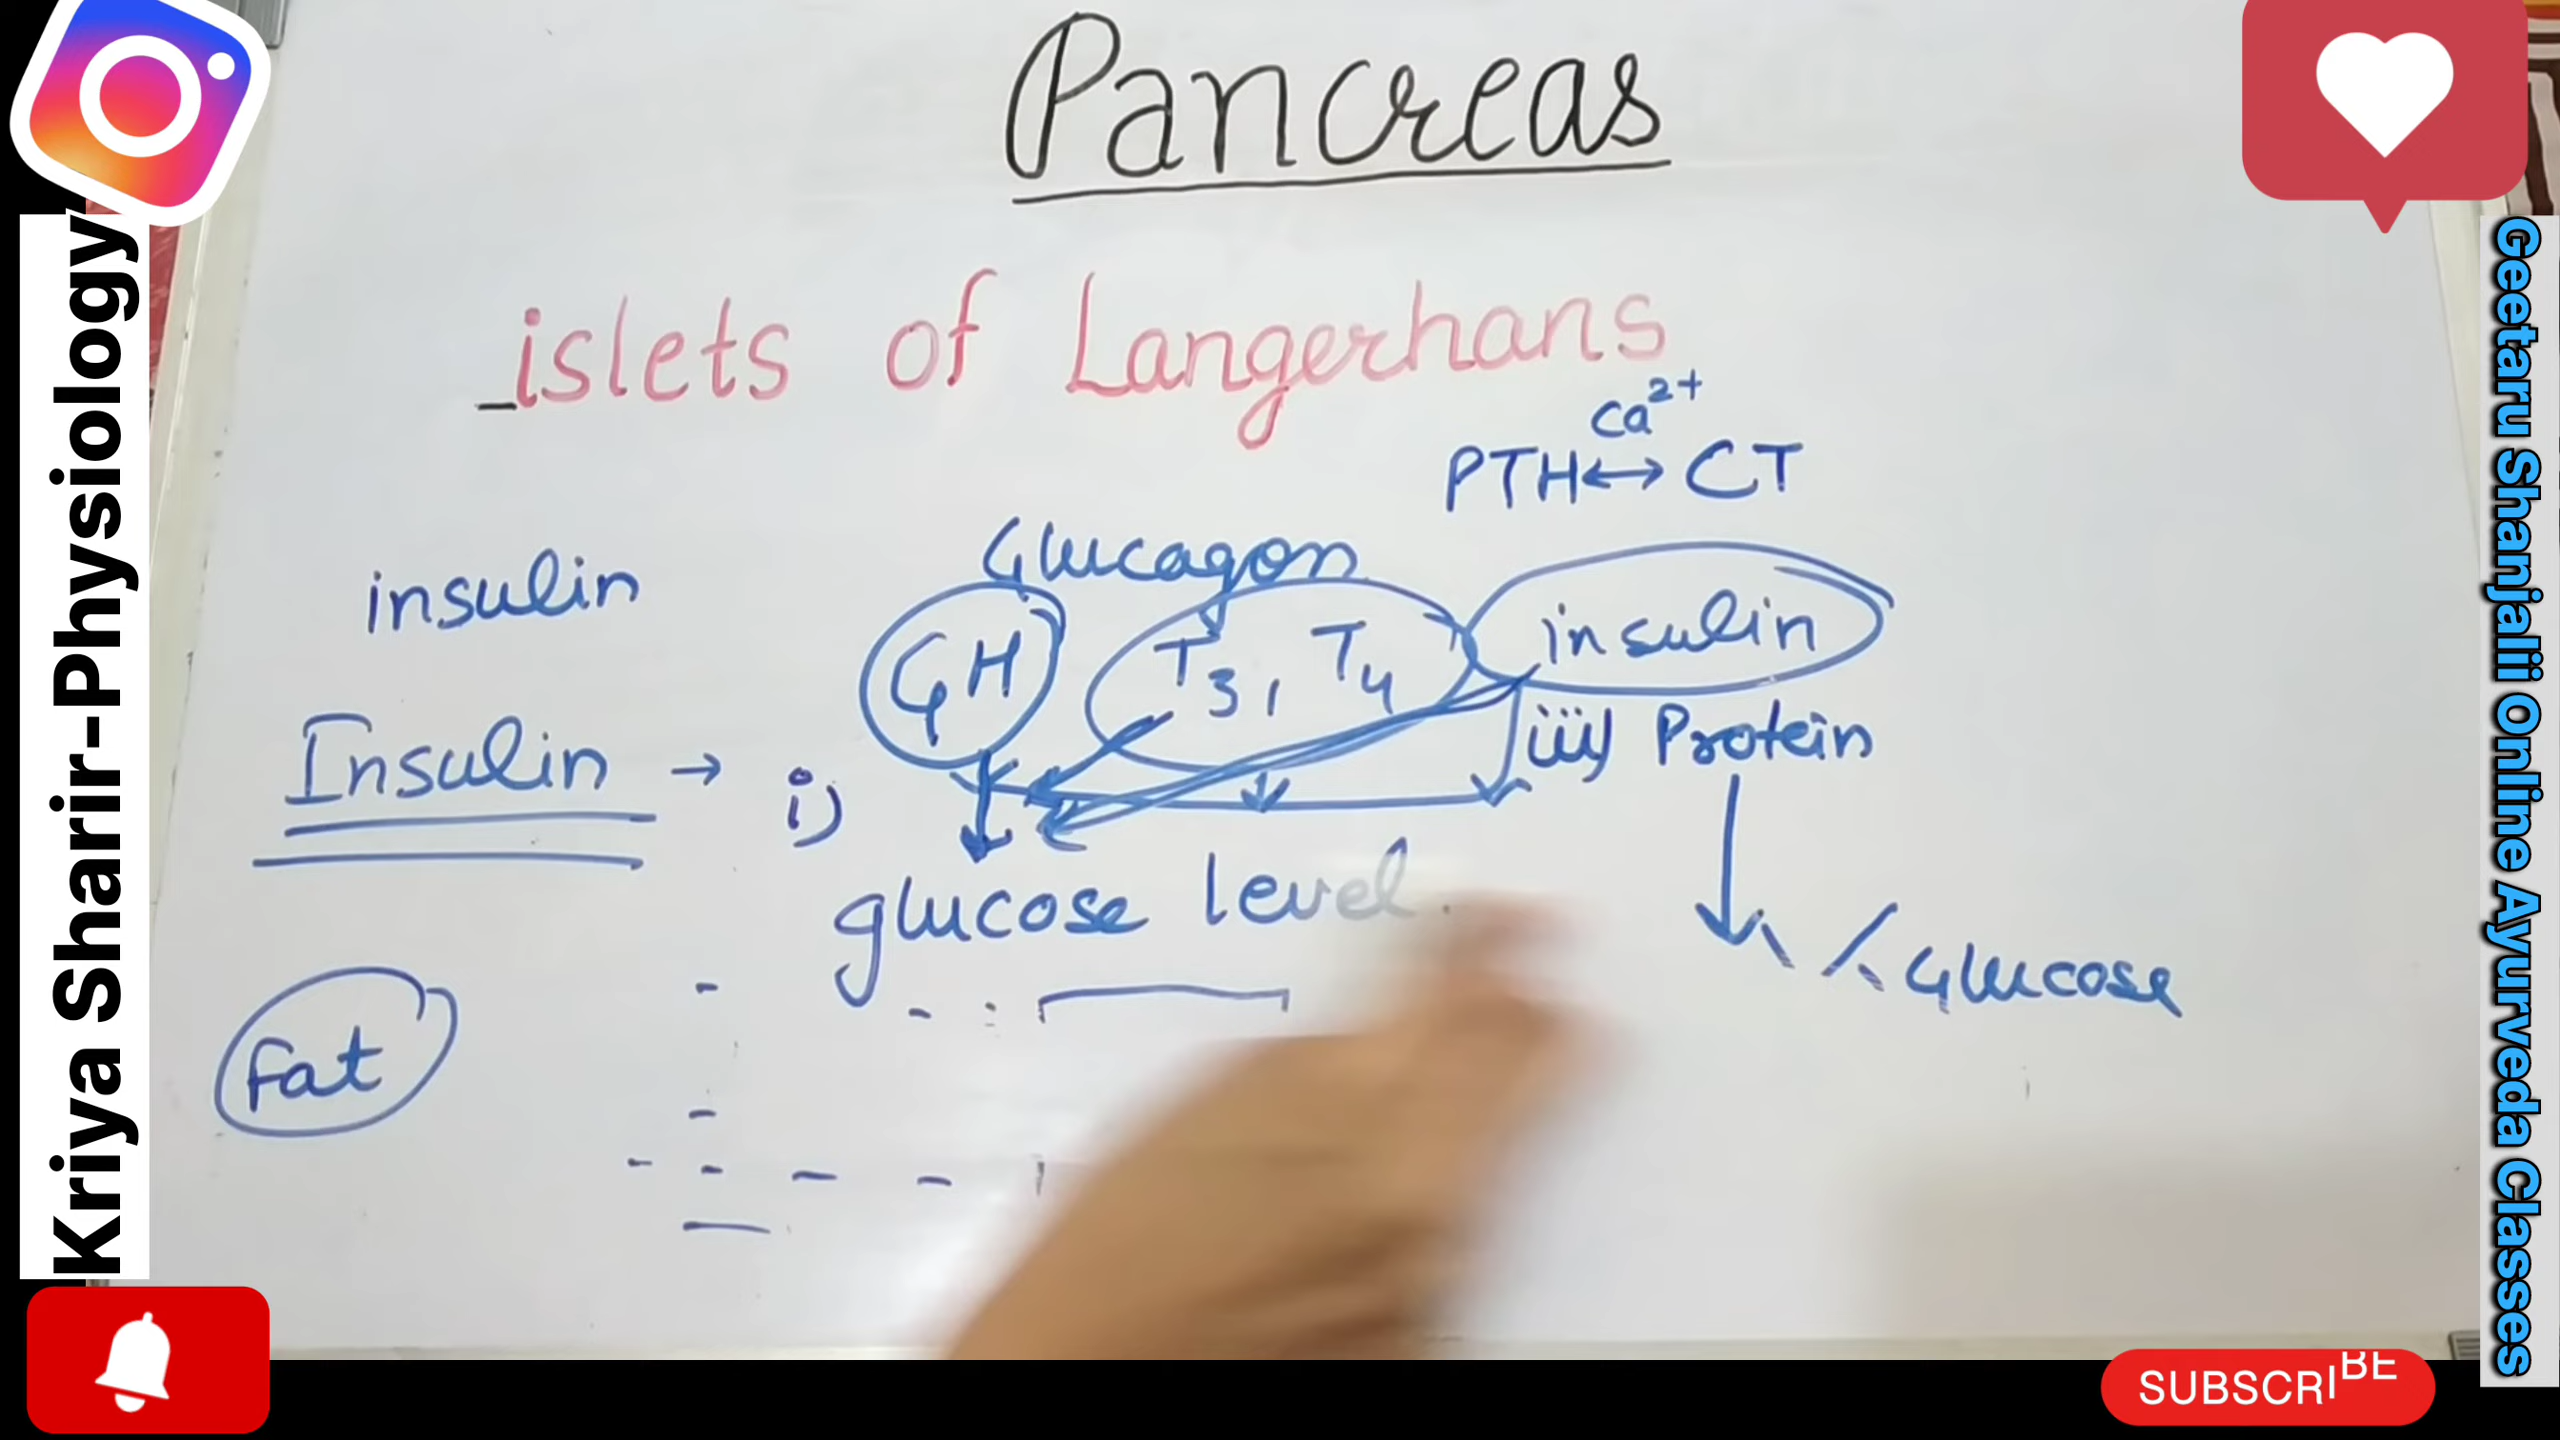 Pancreas
islets of Langerhans
Ca2+
PTH↔CT
Glucagon
insulin
GH
T3, T4
insulin
Insulin → i)
iii) Protein
glucose level
Glucose
Fat
Kriya Sharir-Physiology
Geetaru Shanjalii Online Ayurveda Classes
SUBSCRIBE